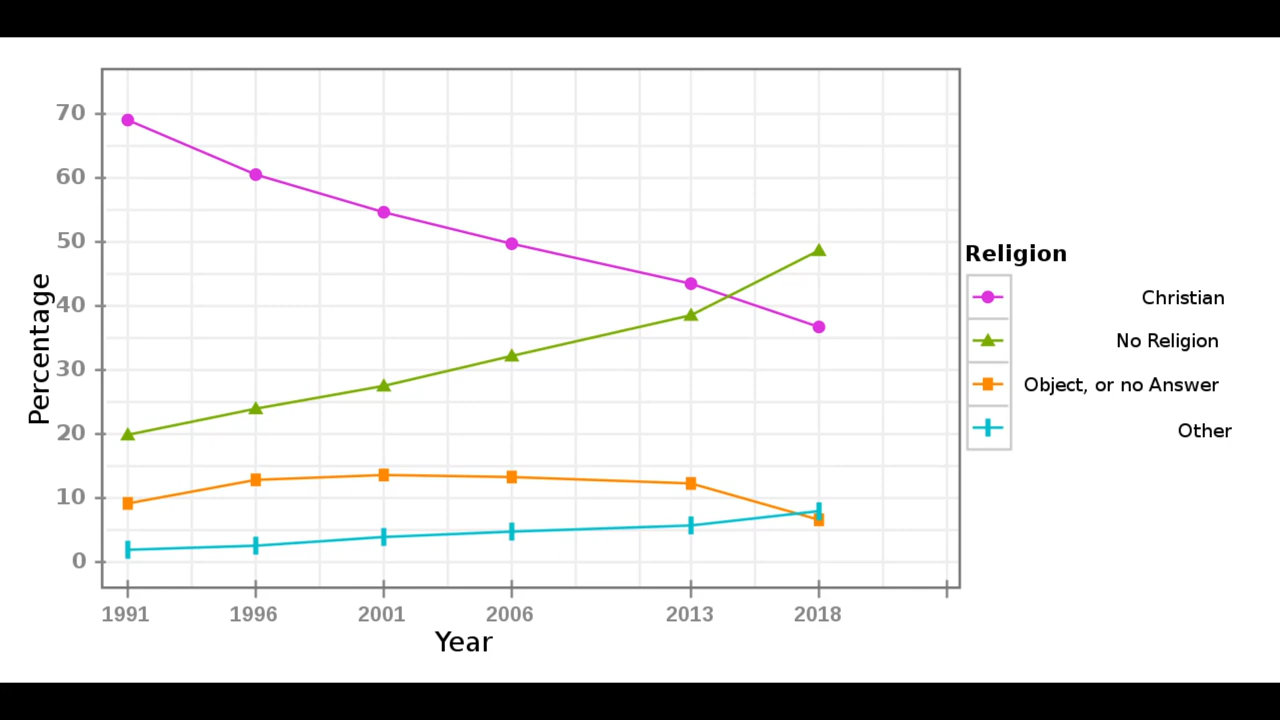 70
60
50
40
30
20
10
0
Percentage
1991 1996 2001 2006 2013 2018
Year
Religion
Christian
No Religion
Object, or no Answer
Other